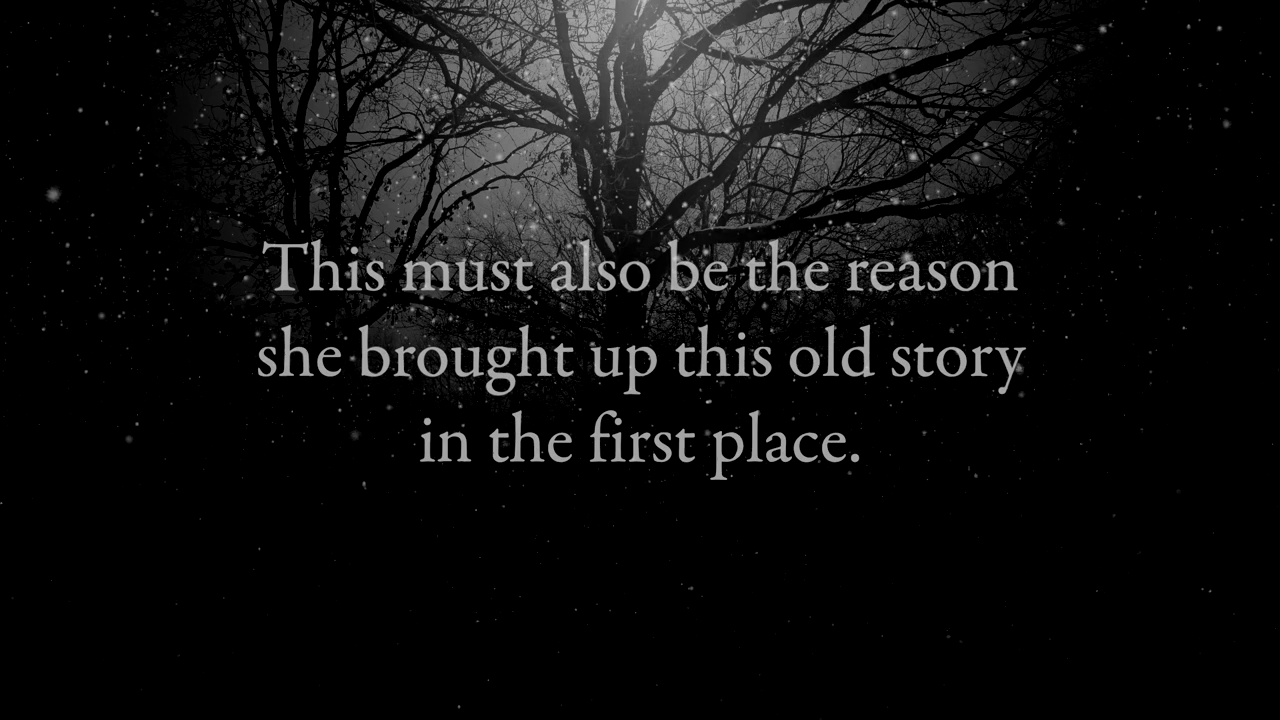 This must also be the reason
she brought up this old story
in the first place.